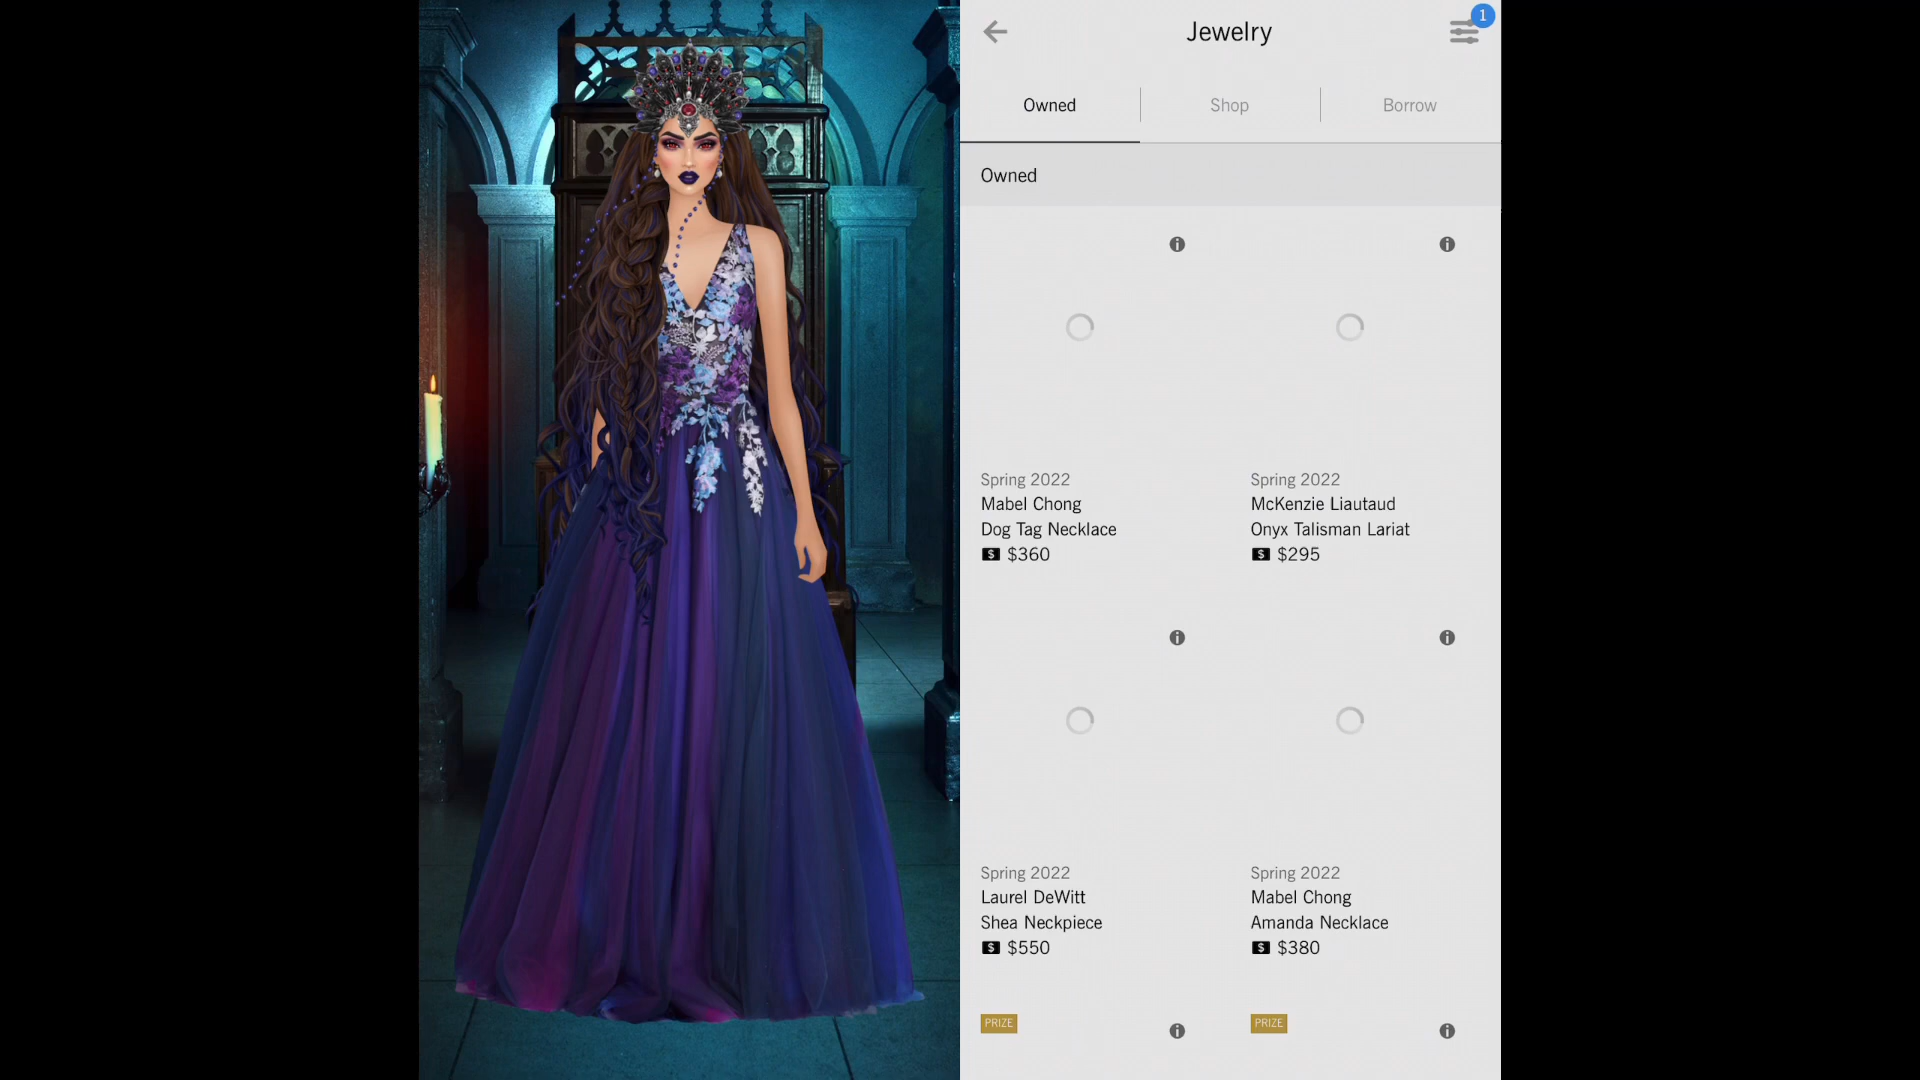 Jewelry
1
Owned
Shop
Borrow
Owned
Spring 2022
Mabel Chong
Dog Tag Necklace
$ $360
Spring 2022
McKenzie Liautaud
Onyx Talisman Lariat
$ $295
Spring 2022
Laurel DeWitt
Shea Neckpiece
$ $550
Spring 2022
Mabel Chong
Amanda Necklace
$ $380
PRIZE
PRIZE